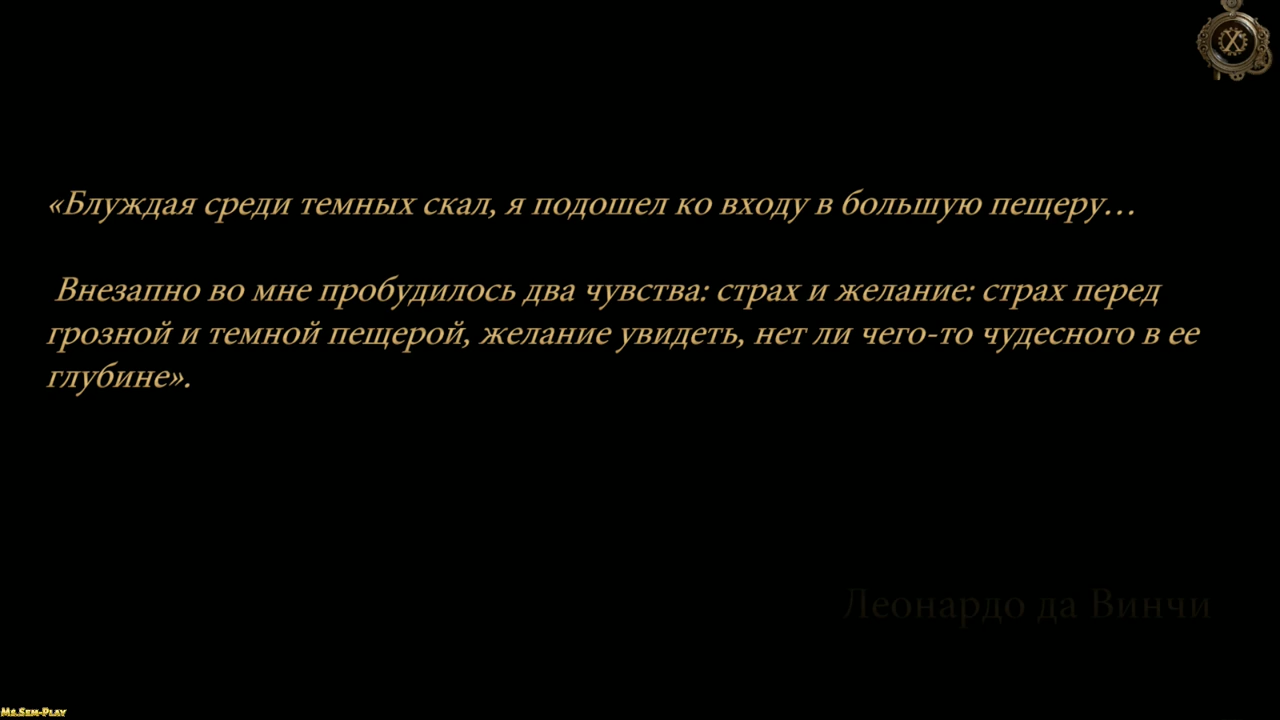 «Блуждая среди темных скал, я подошел ко входу в большую пещеру…
Внезапно во мне пробудилось два чувства: страх и желание: страх перед
грозной и темной пещерой, желание увидеть, нет ли чего-то чудесного в ее
глубине».
Леонардо да Винчи
Ms.Sem-Play